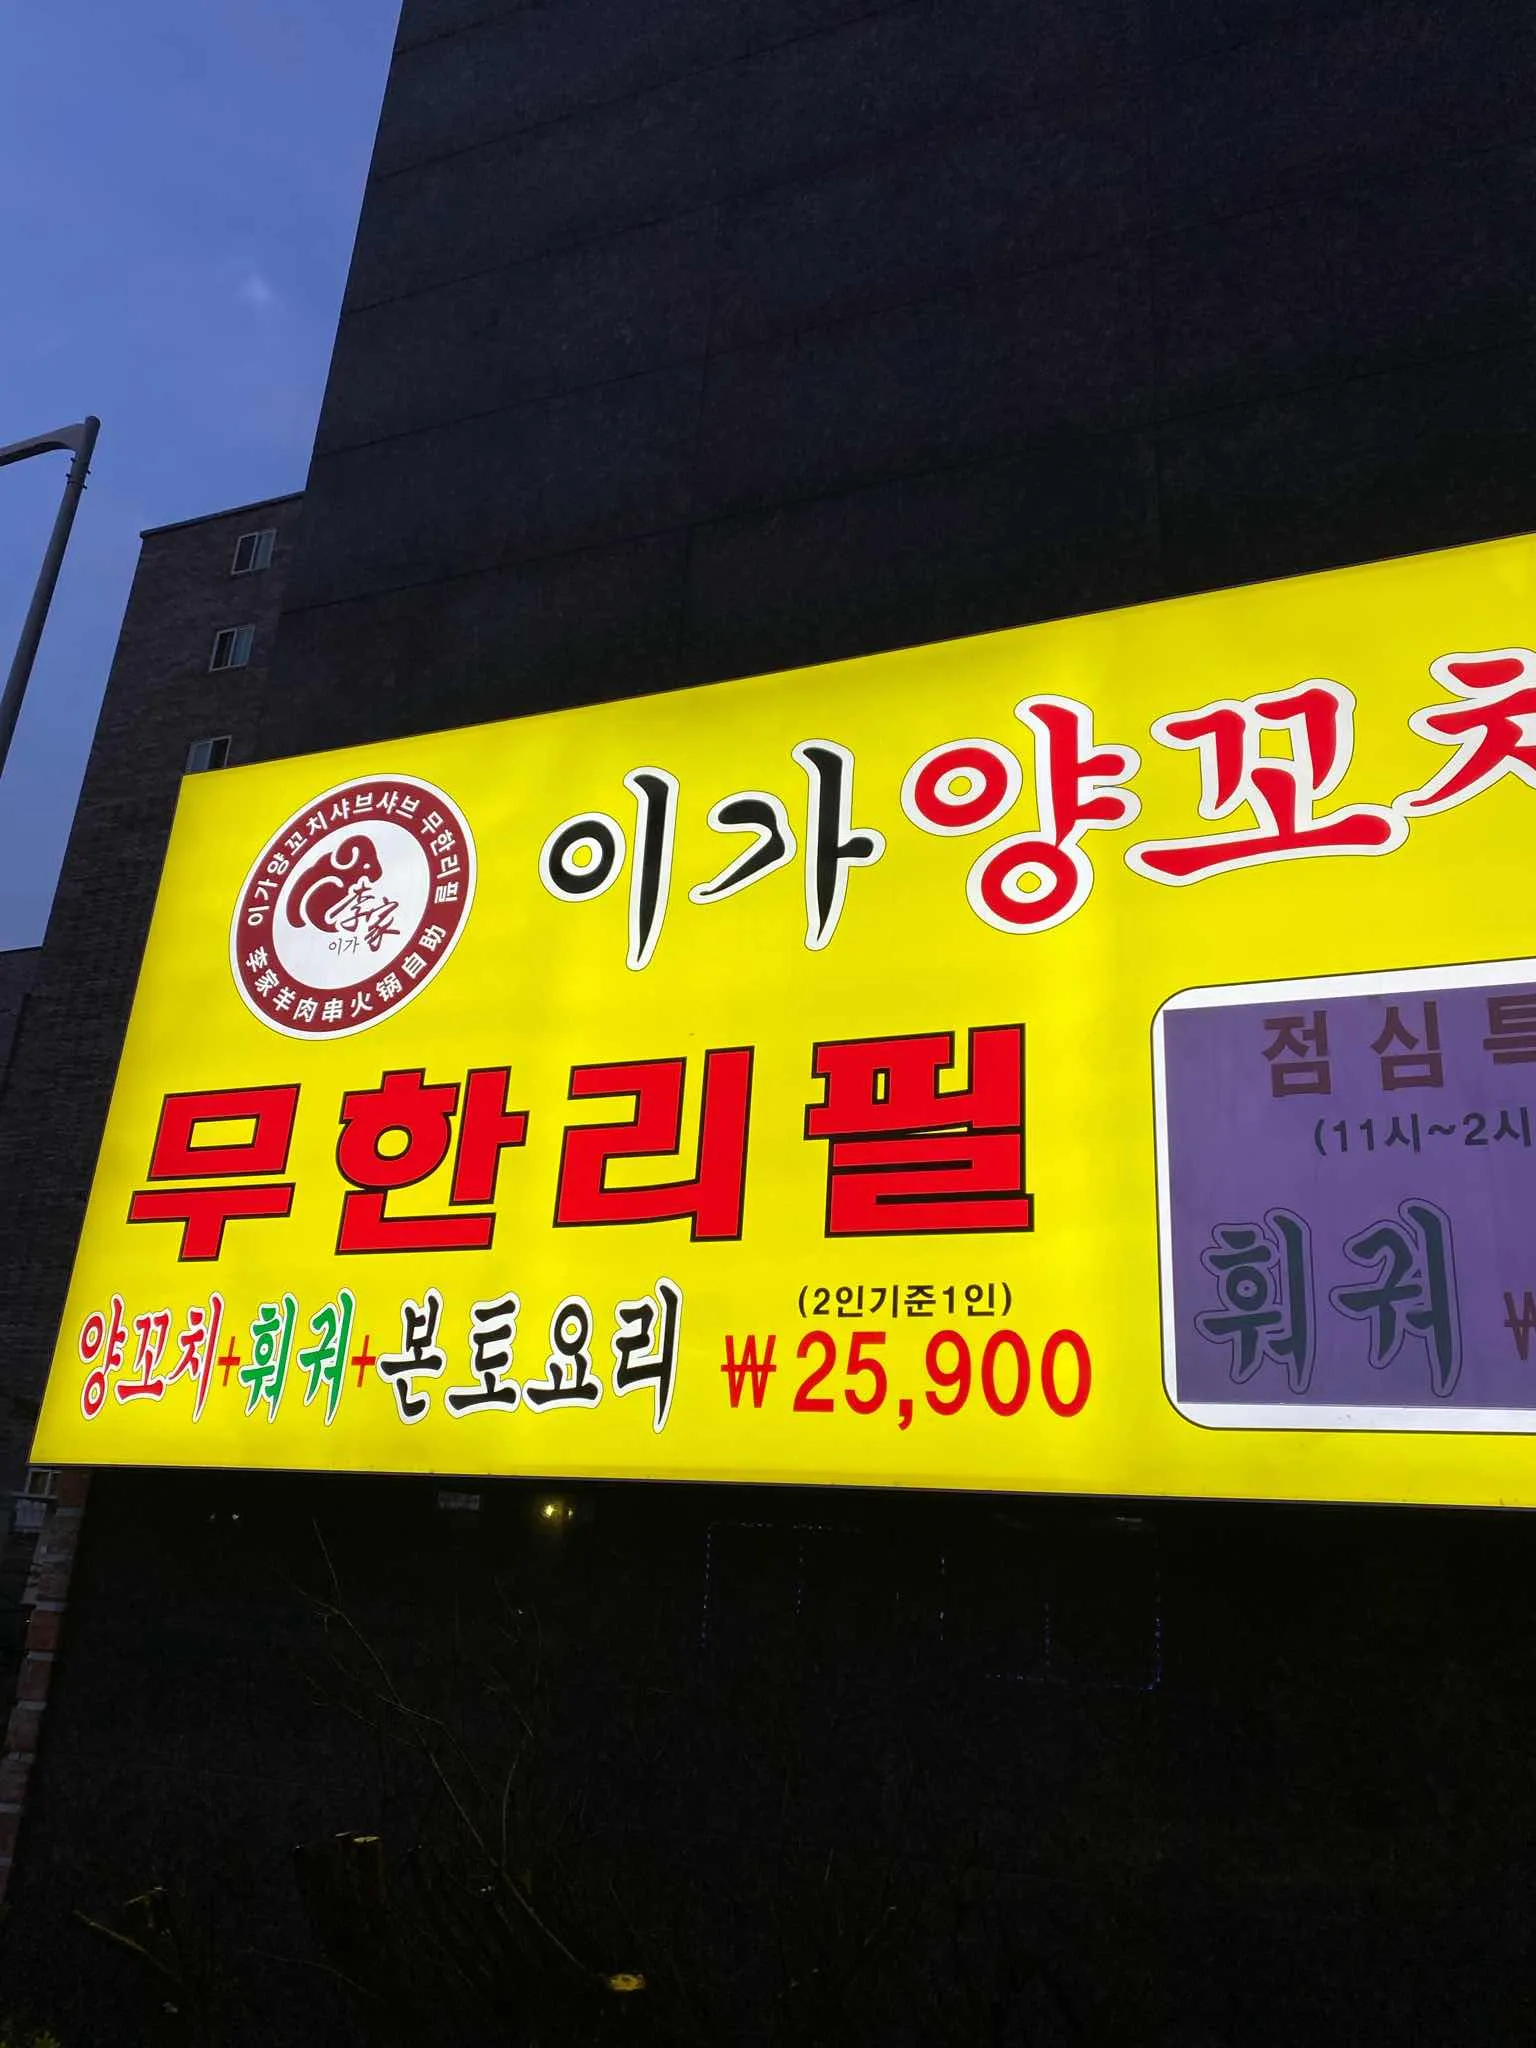 이가양꼬치샤브샤브 무한리필
李家
이가
李家羊肉串火锅自助
이가양꼬치
무한리필
양꼬치+훠궈+본토요리
(2인기준1인)
₩25,900
점심특
(11시~2시
훠궈
₩